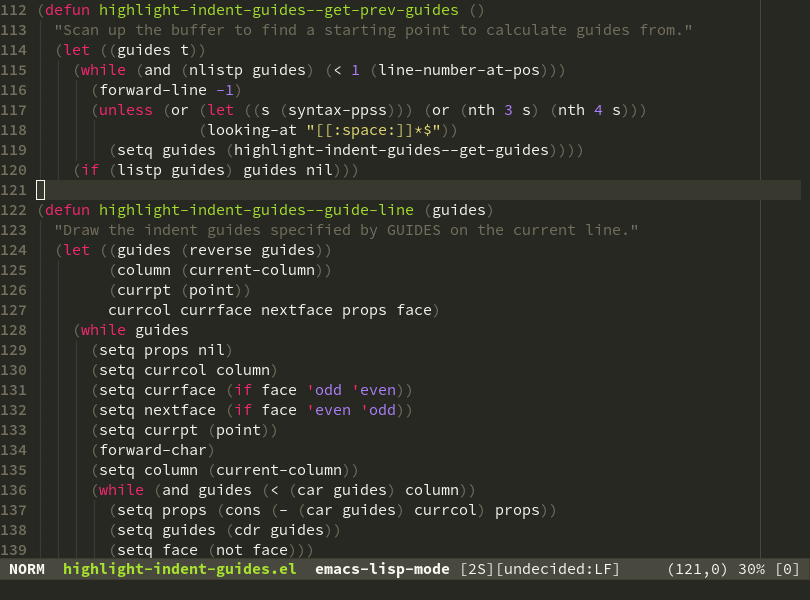 112 (defun highlight-indent-guides--get-prev-guides ()
113   "Scan up the buffer to find a starting point to calculate guides from."
114   (let ((guides t))
115     (while (and (nlistp guides) (< 1 (line-number-at-pos)))
116       (forward-line -1)
117       (unless (or (let ((s (syntax-ppss))) (or (nth 3 s) (nth 4 s)))
118                   (looking-at "[[:space:]]*$"))
119         (setq guides (highlight-indent-guides--get-guides))))
120     (if (listp guides) guides nil)))
121
122 (defun highlight-indent-guides--guide-line (guides)
123   "Draw the indent guides specified by GUIDES on the current line."
124   (let ((guides (reverse guides))
125         (column (current-column))
126         (currpt (point))
127         currcol currface nextface props face)
128     (while guides
129       (setq props nil)
130       (setq currcol column)
131       (setq currface (if face 'odd 'even))
132       (setq nextface (if face 'even 'odd))
133       (setq currpt (point))
134       (forward-char)
135       (setq column (current-column))
136       (while (and guides (< (car guides) column))
137         (setq props (cons (- (car guides) currcol) props))
138         (setq guides (cdr guides))
139         (setq face (not face)))
NORM  highlight-indent-guides.el  emacs-lisp-mode [2S][undecided:LF]     (121,0) 30% [0]